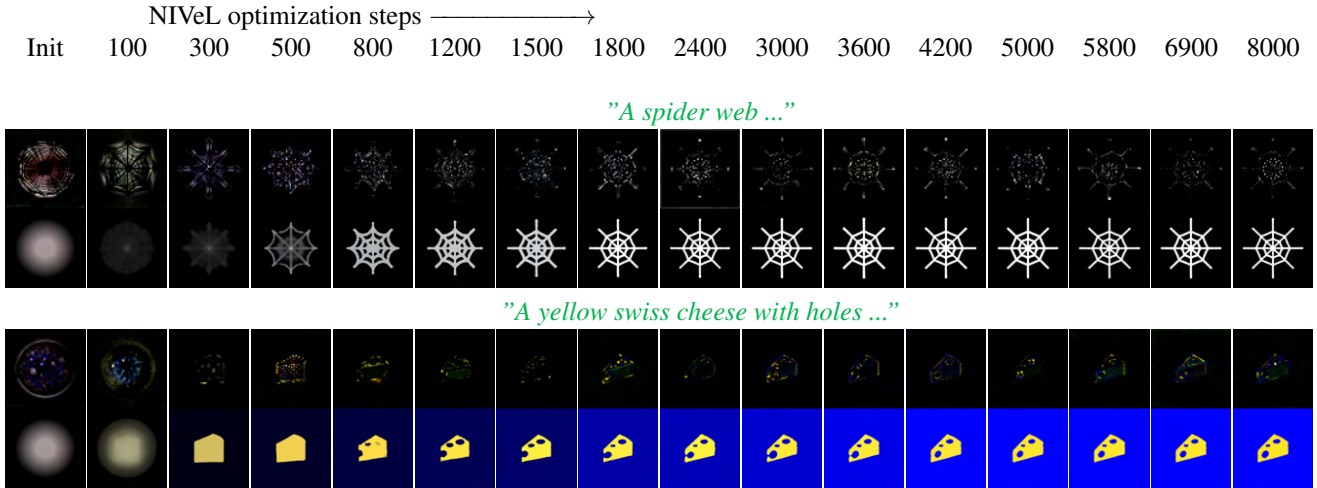 NIVeL optimization steps ⟶
Init 100 300 500 800 1200 1500 1800 2400 3000 3600 4200 5000 5800 6900 8000
”A spider web ...”
”A yellow swiss cheese with holes ...”